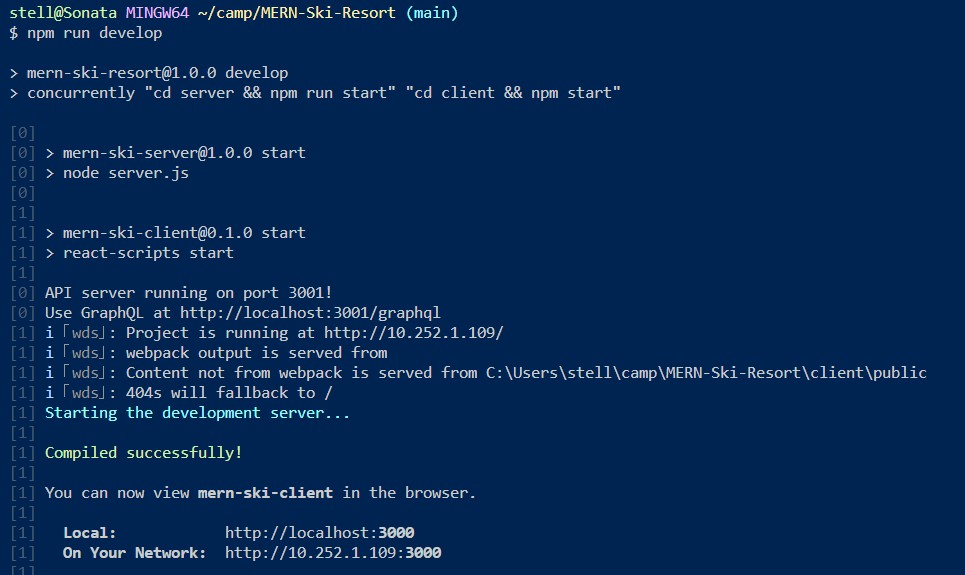 stell@Sonata MINGW64 ~/camp/MERN-Ski-Resort (main)
$ npm run develop
> mern-ski-resort@1.0.0 develop
> concurrently "cd server && npm run start" "cd client && npm start"
[0]
[0] > mern-ski-server@1.0.0 start
[0] > node server.js
[0]
[1]
[1] > mern-ski-client@0.1.0 start
[1] > react-scripts start
[1]
[0] API server running on port 3001!
[0] Use GraphQL at http://localhost:3001/graphql
[1] i ｢wds｣: Project is running at http://10.252.1.109/
[1] i ｢wds｣: webpack output is served from
[1] i ｢wds｣: Content not from webpack is served from C:\Users\stell\camp\MERN-Ski-Resort\client\public
[1] i ｢wds｣: 404s will fallback to /
[1] Starting the development server...
[1]
[1] Compiled successfully!
[1]
[1] You can now view mern-ski-client in the browser.
[1]
[1] Local: http://localhost:3000
[1] On Your Network: http://10.252.1.109:3000
[1]